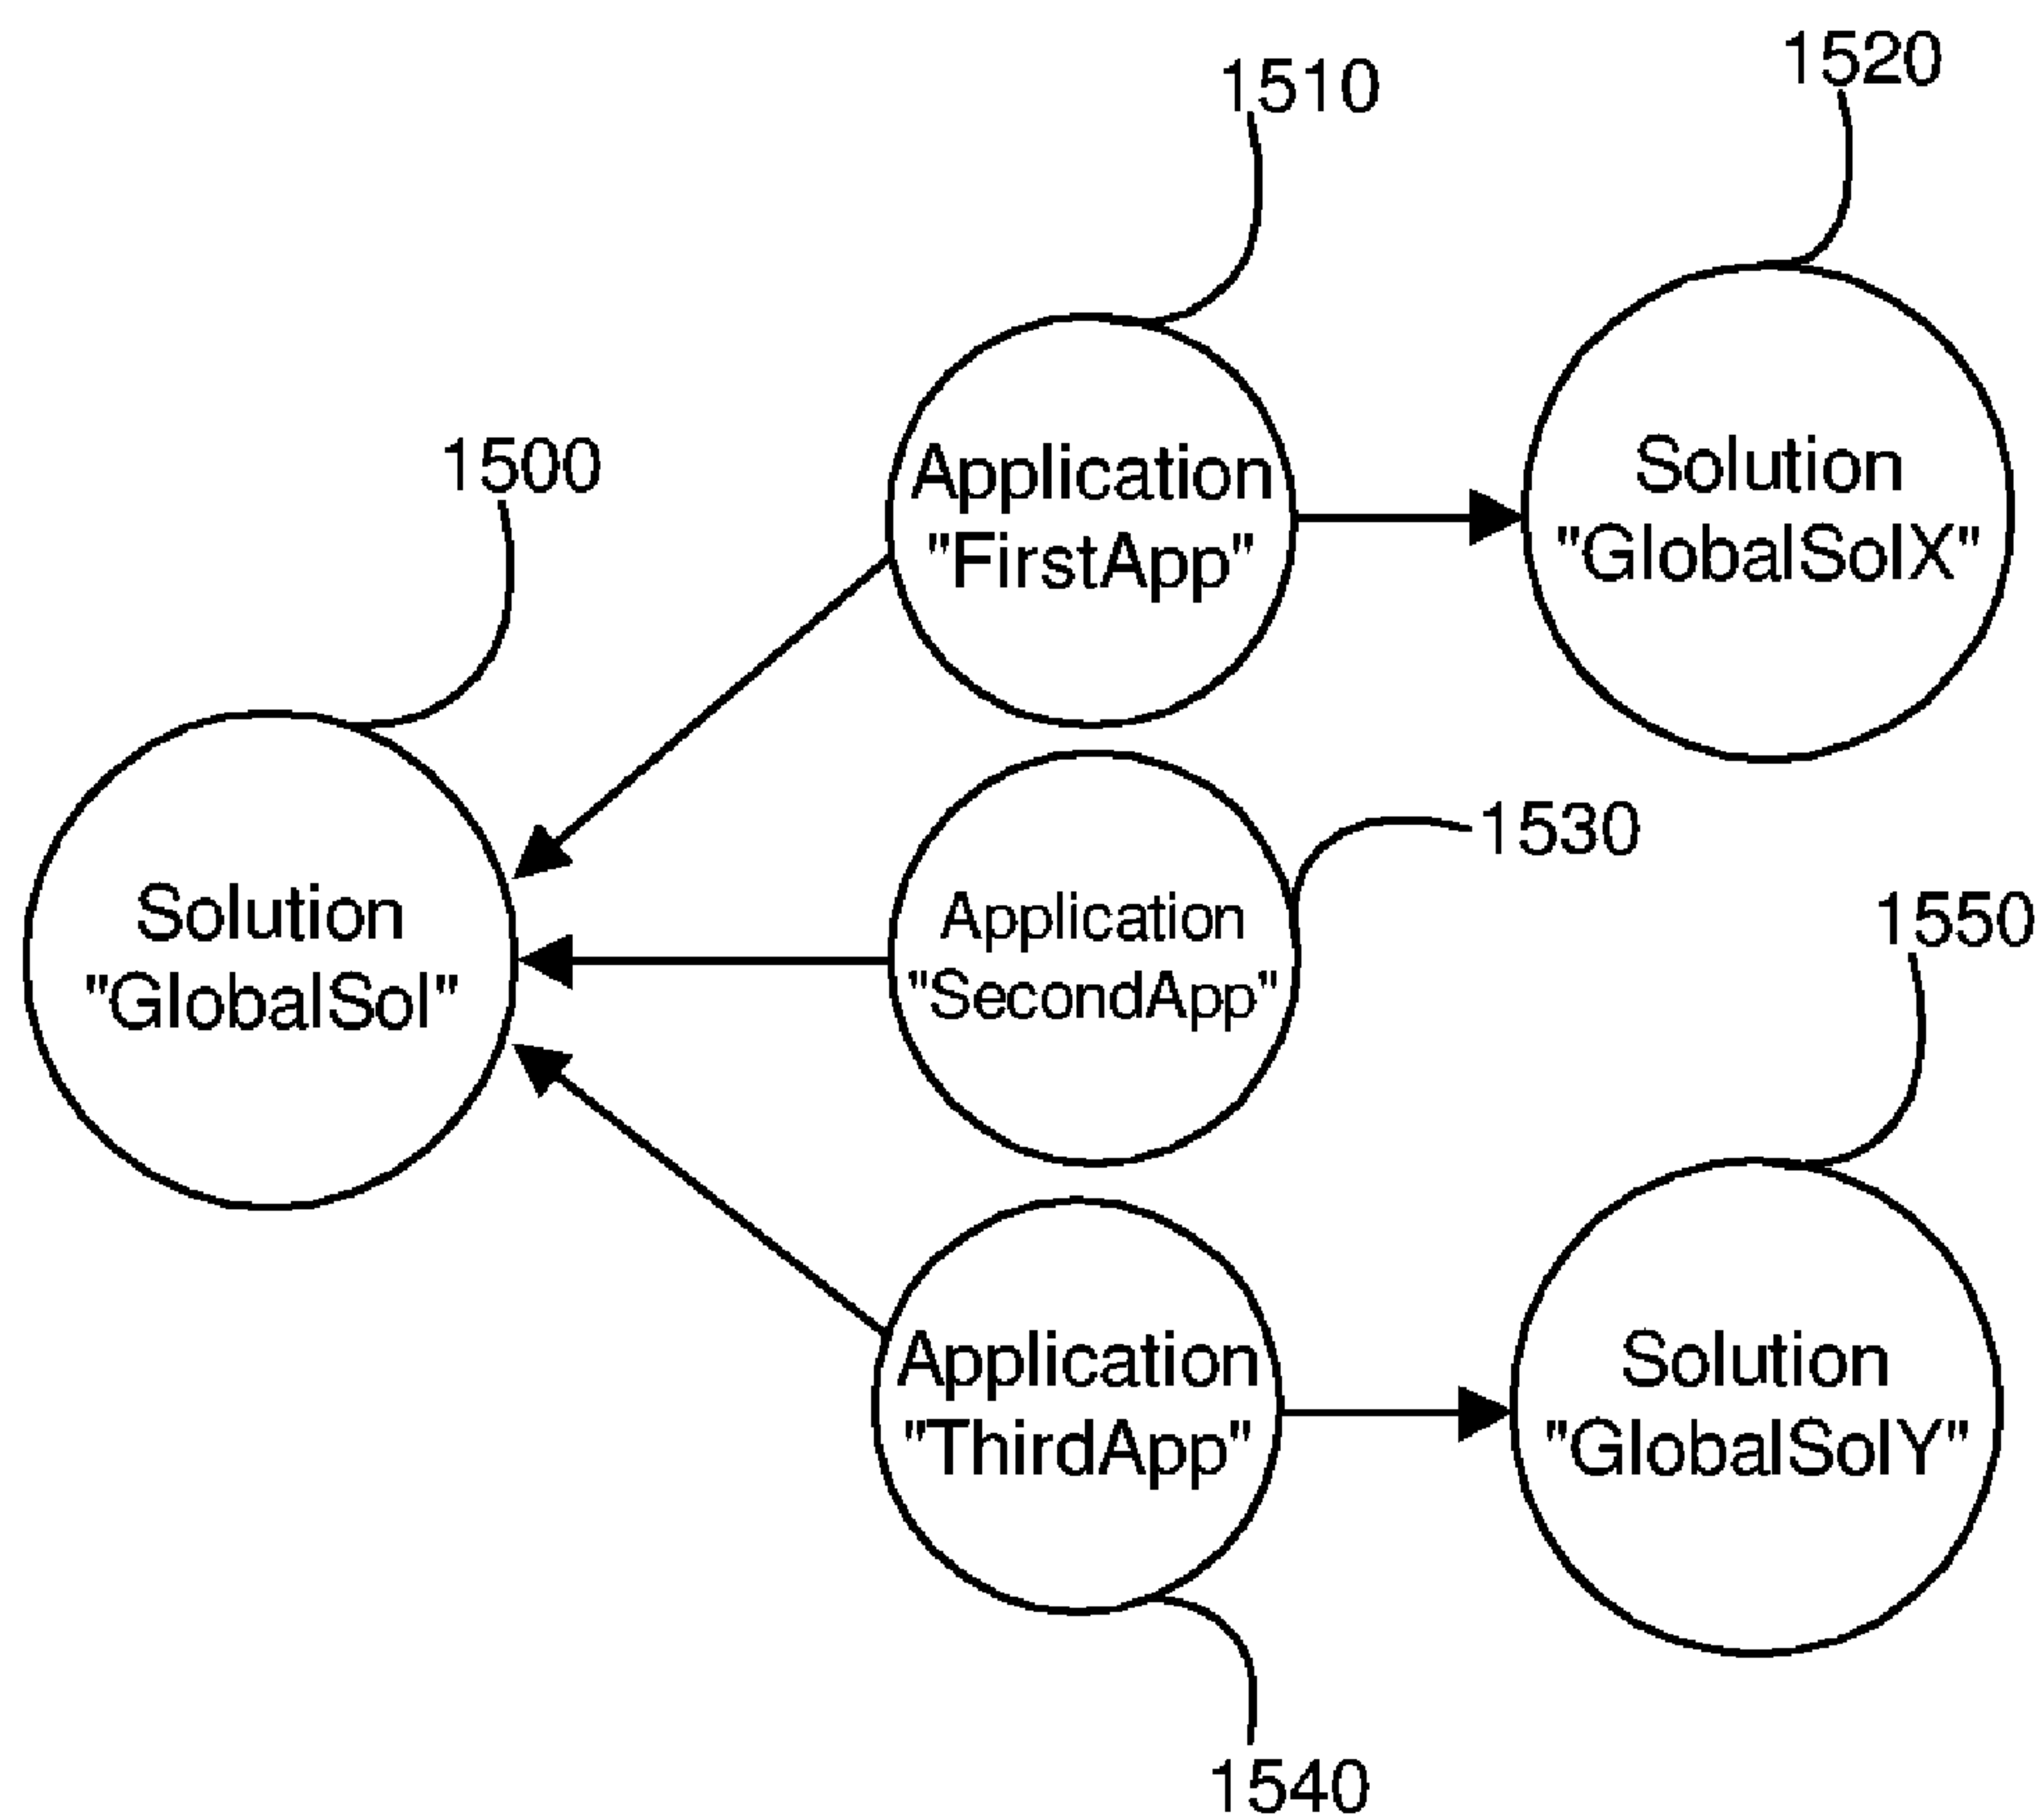 1510
1520
1500
Application
"FirstApp"
Solution
"GlobalSolX"
1530
Solution
"GlobalSol"
Application
"SecondApp"
1550
Application
"ThirdApp"
Solution
"GlobalSolY"
1540